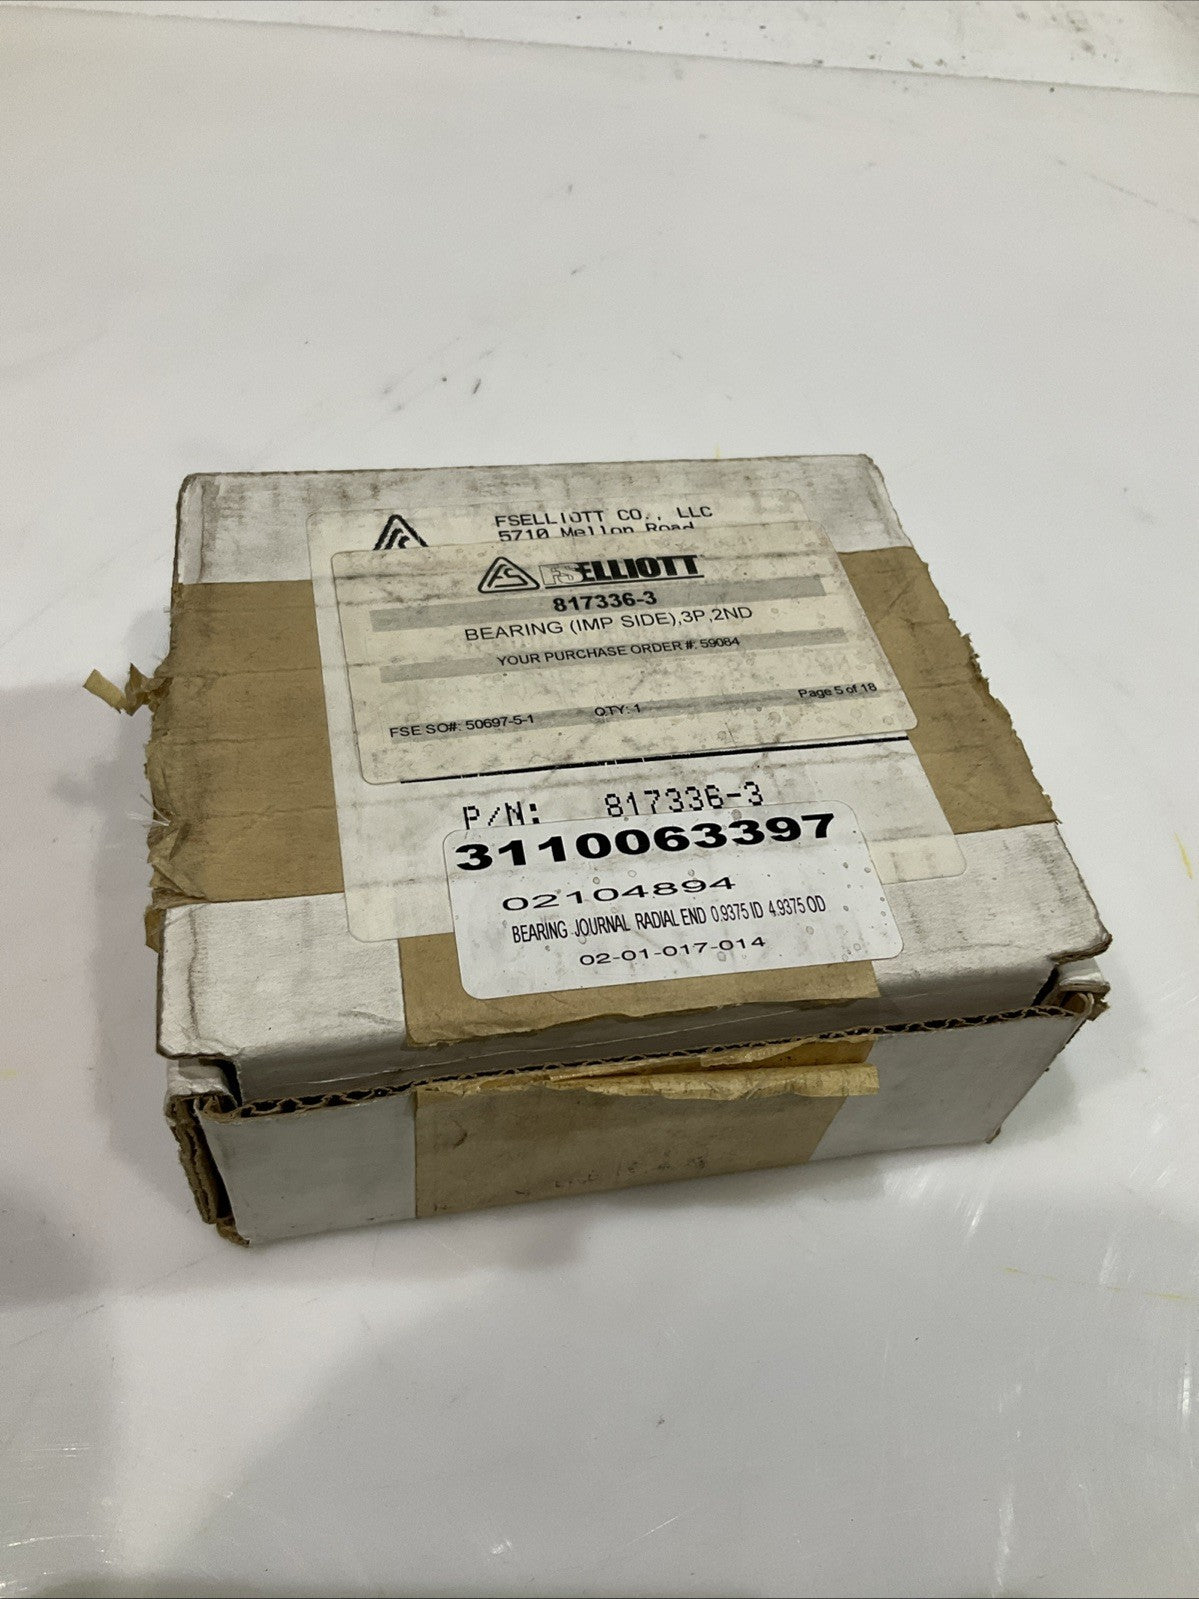 FSELLIOTT CO., LLC
5710 Mellon Road
FS ELLIOTT
817336-3
BEARING (IMP SIDE),3P,2ND
YOUR PURCHASE ORDER #: 59084
FSE SO#: 50697-5-1 QTY: 1 Page 5 of 18
P/N: 817336-3
3110063397
02104894
BEARING JOURNAL RADIAL END 0.9375 ID 4.9375 OD
02-01-017-014